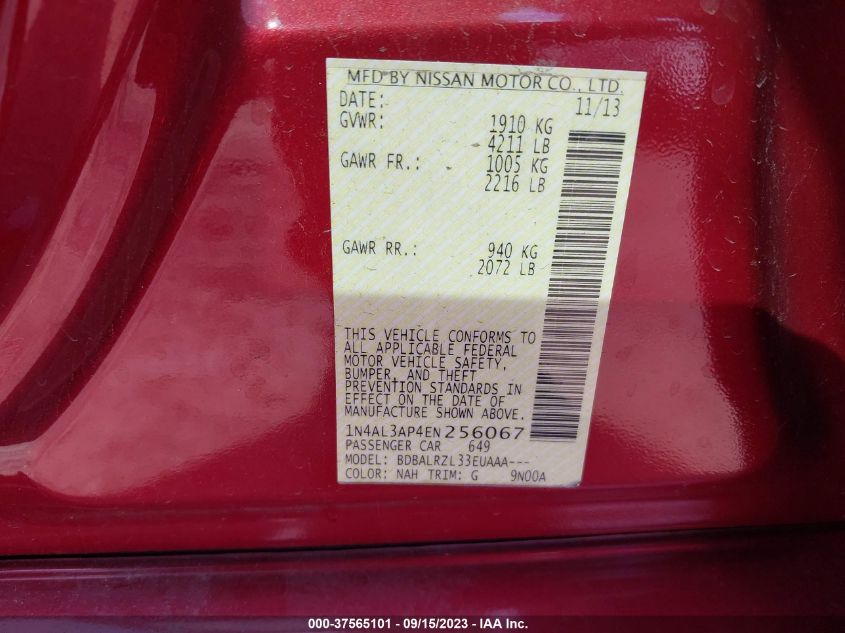 MFD BY NISSAN MOTOR CO., LTD.
DATE: 11/13
GVWR: 1910 KG
4211 LB
GAWR FR.: 1005 KG
2216 LB
GAWR RR.: 940 KG
2072 LB
THIS VEHICLE CONFORMS TO
ALL APPLICABLE FEDERAL
MOTOR VEHICLE SAFETY,
BUMPER, AND THEFT
PREVENTION STANDARDS IN
EFFECT ON THE DATE OF
MANUFACTURE SHOWN ABOVE.
1N4AL3AP4EN256067
PASSENGER CAR 649
MODEL: BDBALRZL33EUAAA---
COLOR: NAH TRIM: G 9N00A
000-37565101 - 09/15/2023 - IAA Inc.